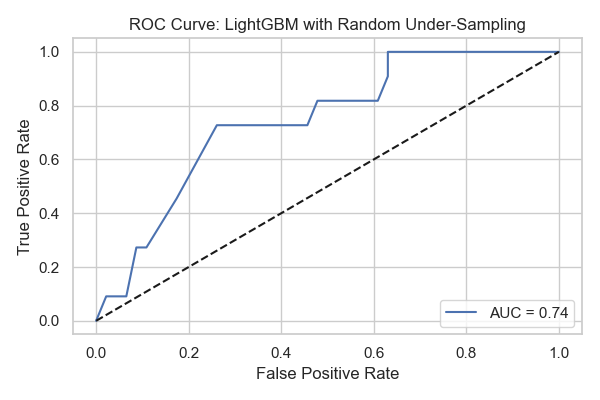 ROC Curve: LightGBM with Random Under-Sampling
True Positive Rate
1.0
0.8
0.6
0.4
0.2
0.0
AUC = 0.74
0.0 0.2 0.4 0.6 0.8 1.0
False Positive Rate